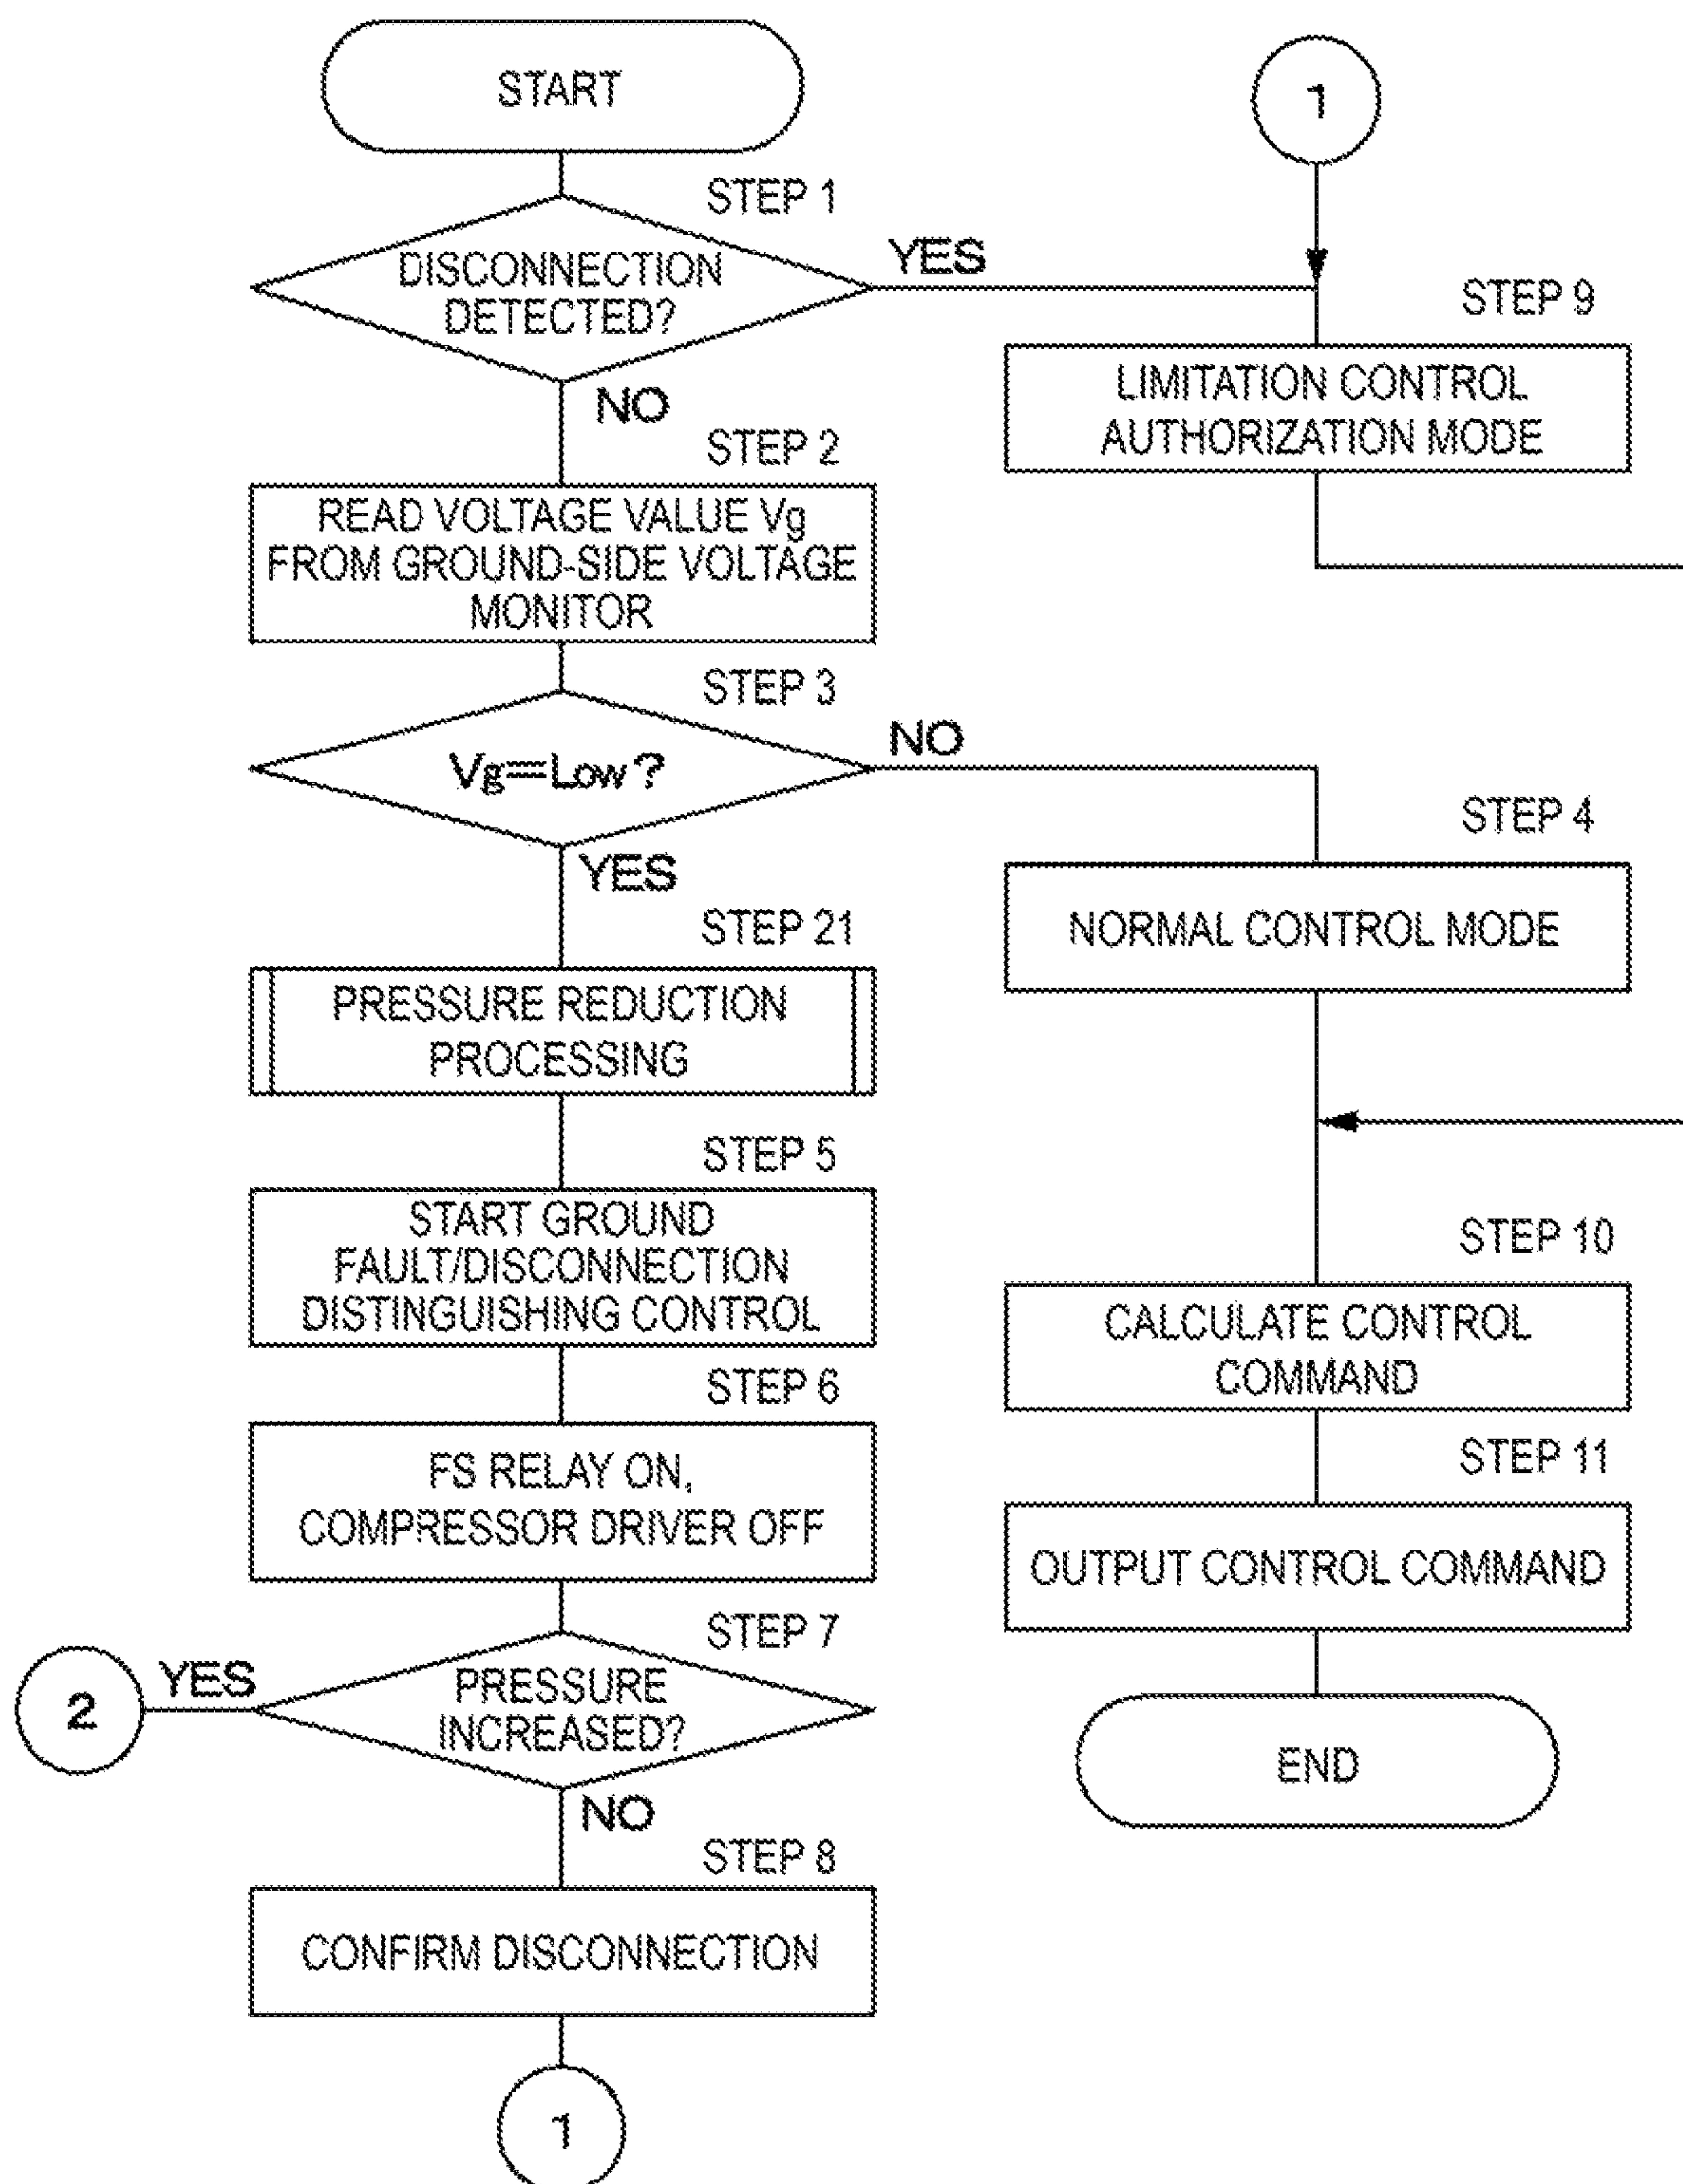 START
STEP 1
DISCONNECTION
DETECTED?
YES
NO
STEP 2
READ VOLTAGE VALUE Vg
FROM GROUND-SIDE VOLTAGE
MONITOR
STEP 3
Vg=Low?
NO
YES
STEP 21
PRESSURE REDUCTION
PROCESSING
STEP 5
START GROUND
FAULT/DISCONNECTION
DISTINGUISHING CONTROL
STEP 6
FS RELAY ON,
COMPRESSOR DRIVER OFF
STEP 7
PRESSURE
INCREASED?
YES
2
NO
STEP 8
CONFIRM DISCONNECTION
1
1
STEP 9
LIMITATION CONTROL
AUTHORIZATION MODE
STEP 4
NORMAL CONTROL MODE
STEP 10
CALCULATE CONTROL
COMMAND
STEP 11
OUTPUT CONTROL COMMAND
END